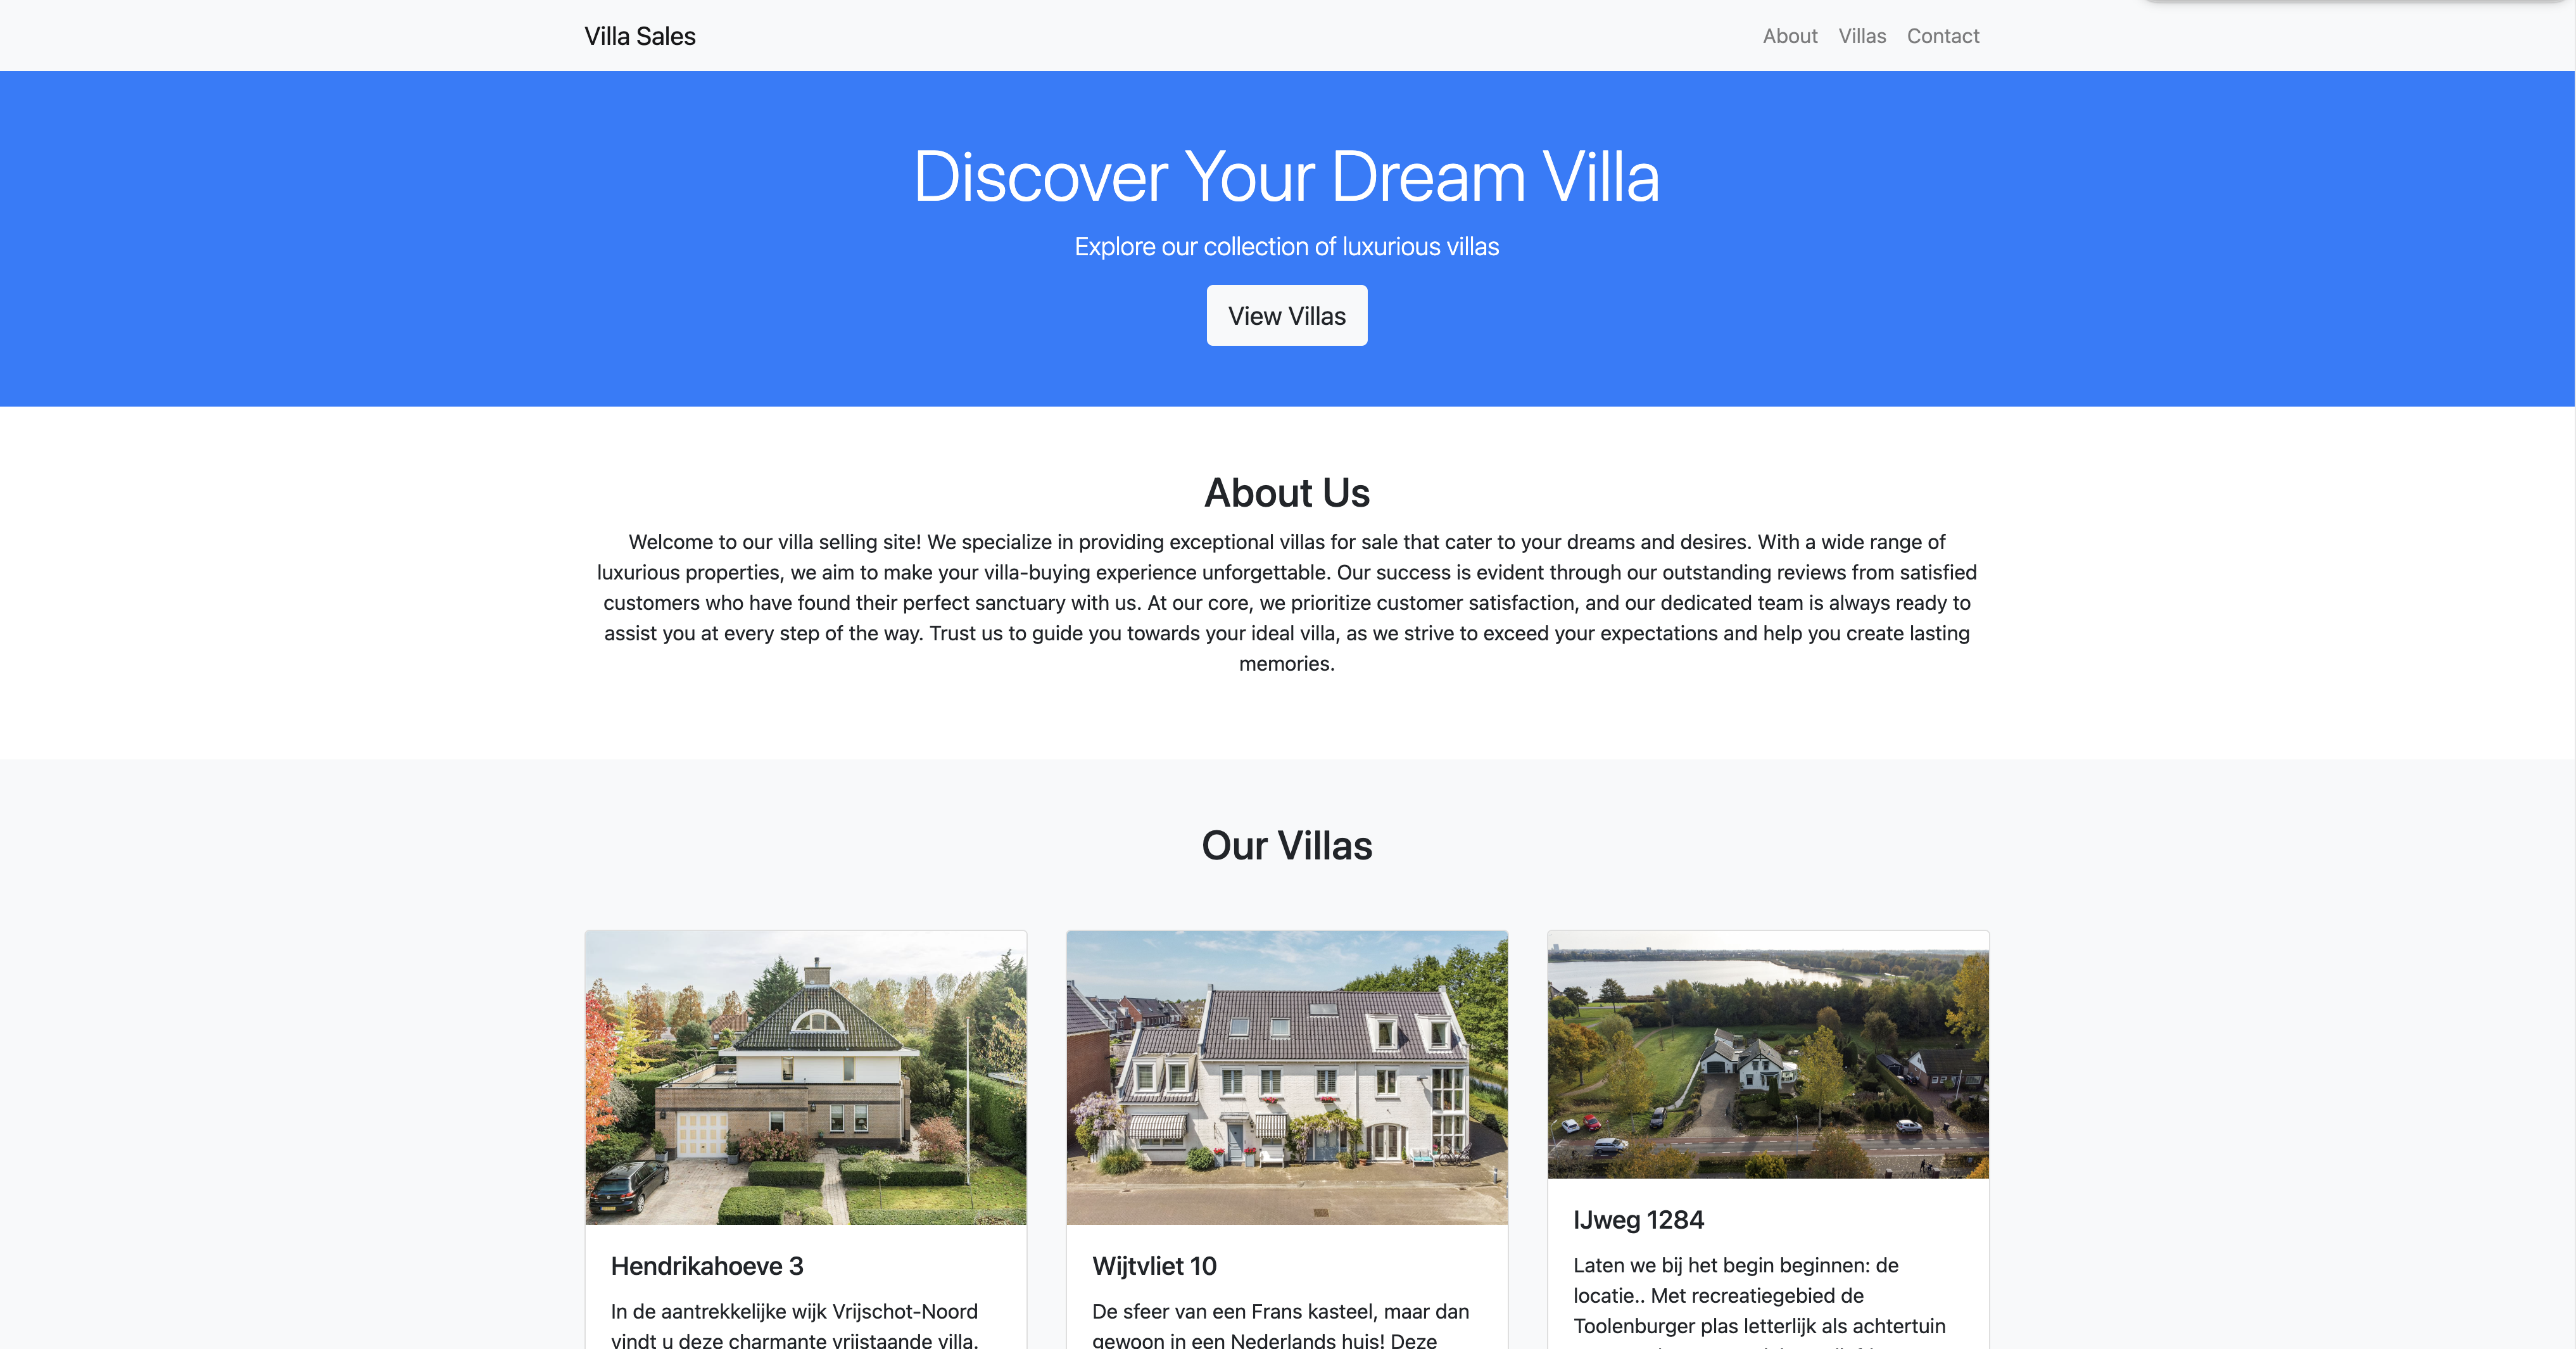 Villa Sales
About Villas Contact
Discover Your Dream Villa
Explore our collection of luxurious villas
View Villas
About Us
Welcome to our villa selling site! We specialize in providing exceptional villas for sale that cater to your dreams and desires. With a wide range of
luxurious properties, we aim to make your villa-buying experience unforgettable. Our success is evident through our outstanding reviews from satisfied
customers who have found their perfect sanctuary with us. At our core, we prioritize customer satisfaction, and our dedicated team is always ready to
assist you at every step of the way. Trust us to guide you towards your ideal villa, as we strive to exceed your expectations and help you create lasting
memories.
Our Villas
Hendrikahoeve 3
In de aantrekkelijke wijk Vrijschot-Noord
vindt u deze charmante vrijstaande villa.
Wijtvliet 10
De sfeer van een Frans kasteel, maar dan
gewoon in een Nederlands huis! Deze
IJweg 1284
Laten we bij het begin beginnen: de
locatie.. Met recreatiegebied de
Toolenburger plas letterlijk als achtertuin